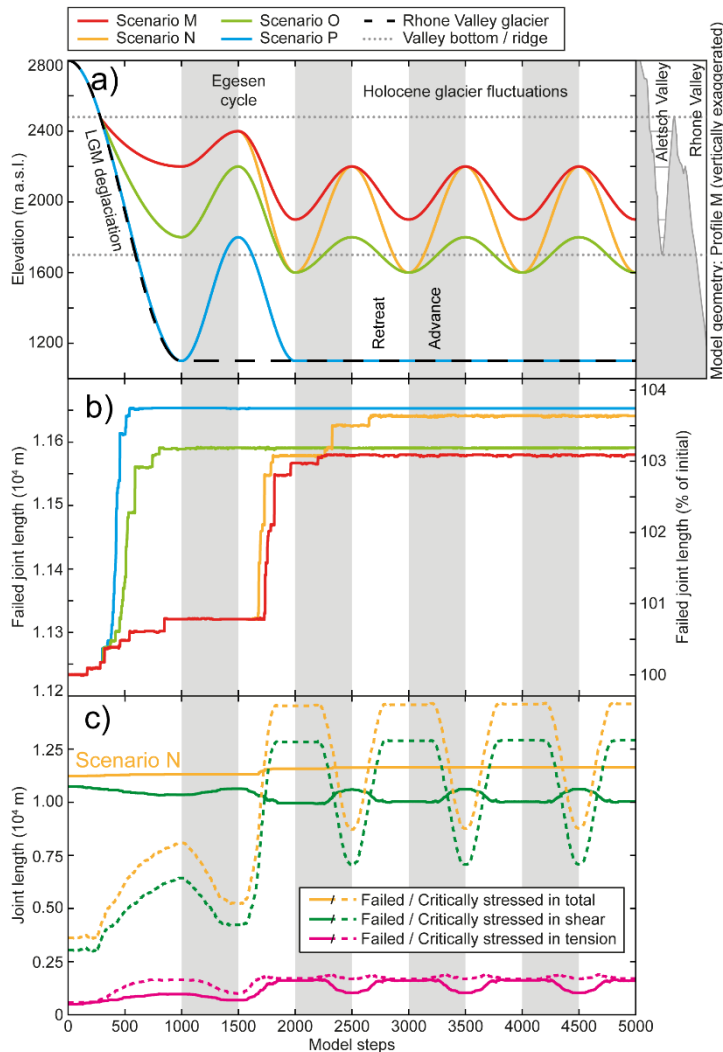 Scenario M
Scenario O
Rhone Valley glacier
Scenario N
Scenario P
Valley bottom / ridge
a)
Egesen
cycle
Holocene glacier fluctuations
LGM deglaciation
Retreat
Advance
Elevation (m a.s.l.)
2800
2400
2000
1600
1200
Aletsch Valley
Rhone Valley
Model geometry: Profile M (vertically exaggerated)
b)
Failed joint length (10⁴ m)
1.16
1.15
1.14
1.13
1.12
Failed joint length (% of initial)
104
103
102
101
100
c)
Scenario N
Joint length (10⁴ m)
1.25
1.00
0.75
0.50
0.25
0
Failed / Critically stressed in total
Failed / Critically stressed in shear
Failed / Critically stressed in tension
0
500
1000
1500
2000
2500
3000
3500
4000
4500
5000
Model steps